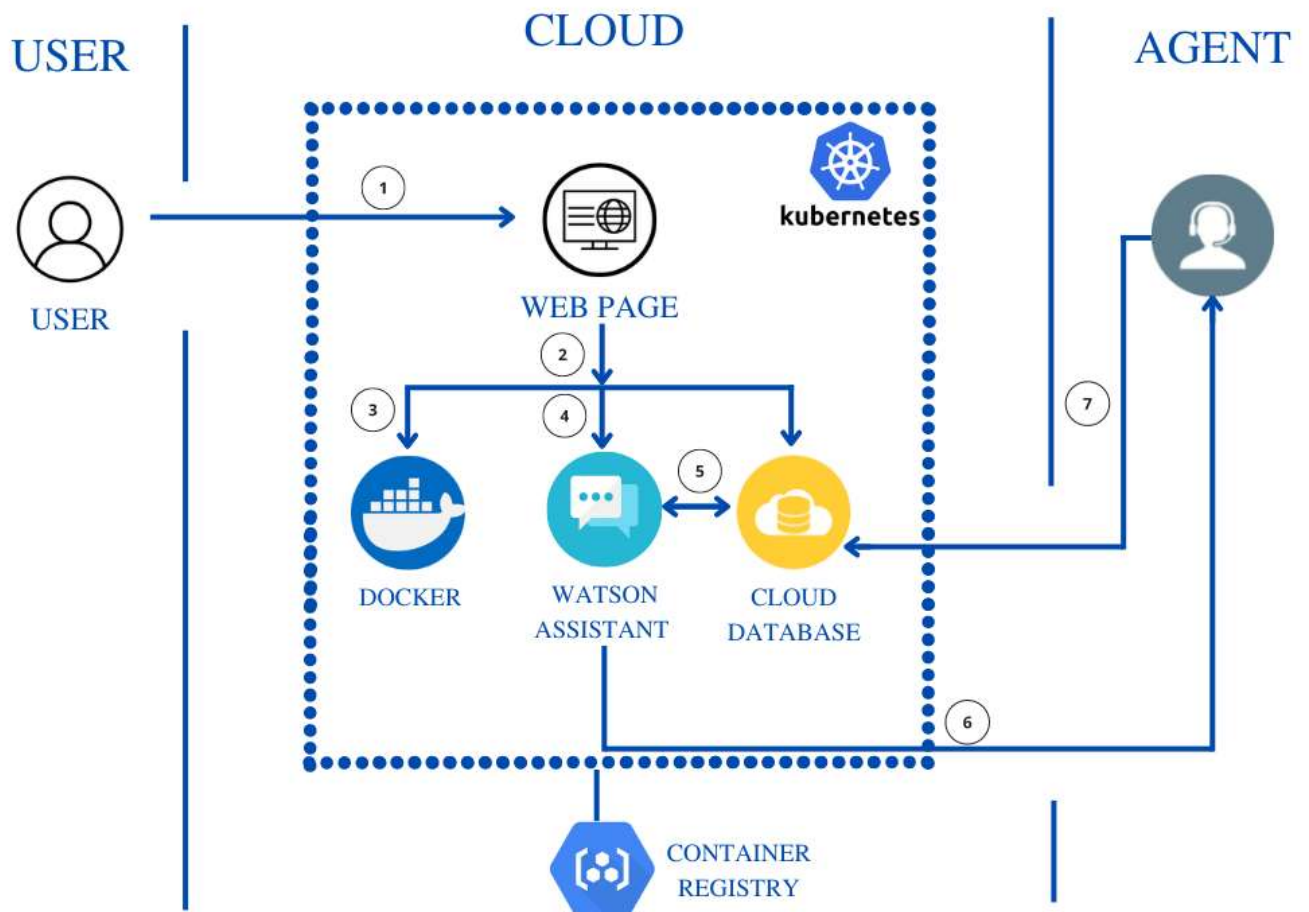 USER
CLOUD
AGENT
kubernetes
1
USER
WEB PAGE
2
3
4
7
5
DOCKER
WATSON
ASSISTANT
CLOUD
DATABASE
6
CONTAINER
REGISTRY